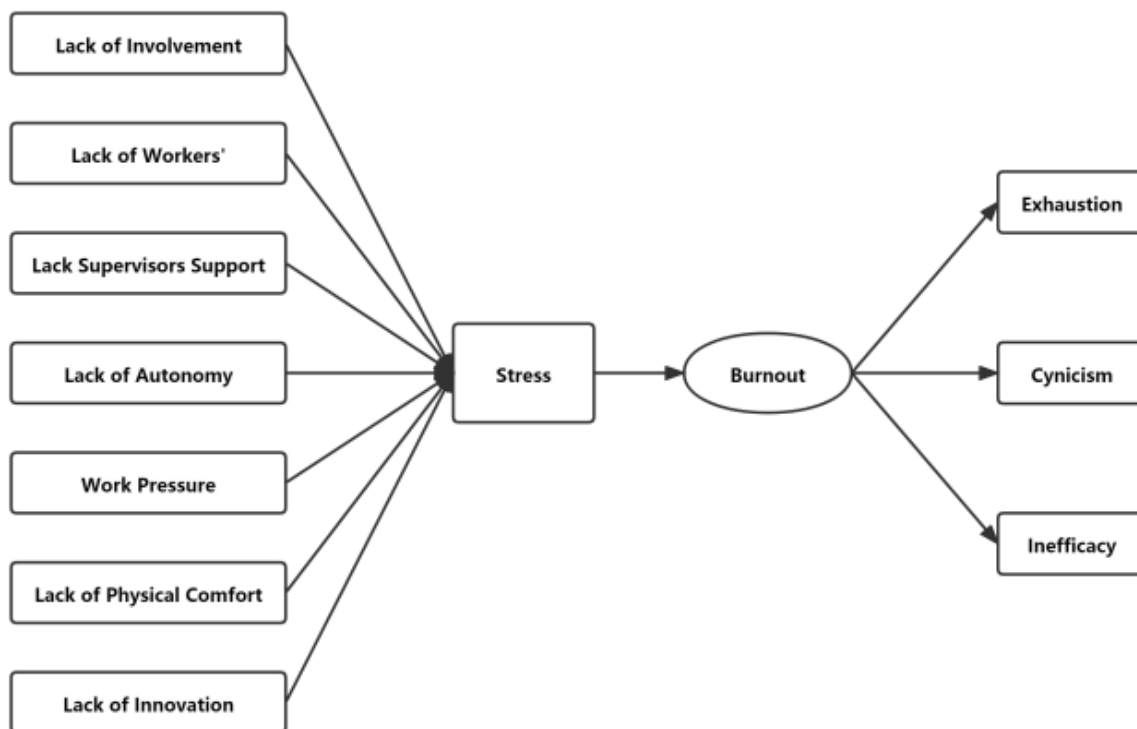 Lack of Involvement
Lack of Workers'
Lack Supervisors Support
Lack of Autonomy
Work Pressure
Lack of Physical Comfort
Lack of Innovation
Stress
Burnout
Exhaustion
Cynicism
Inefficacy